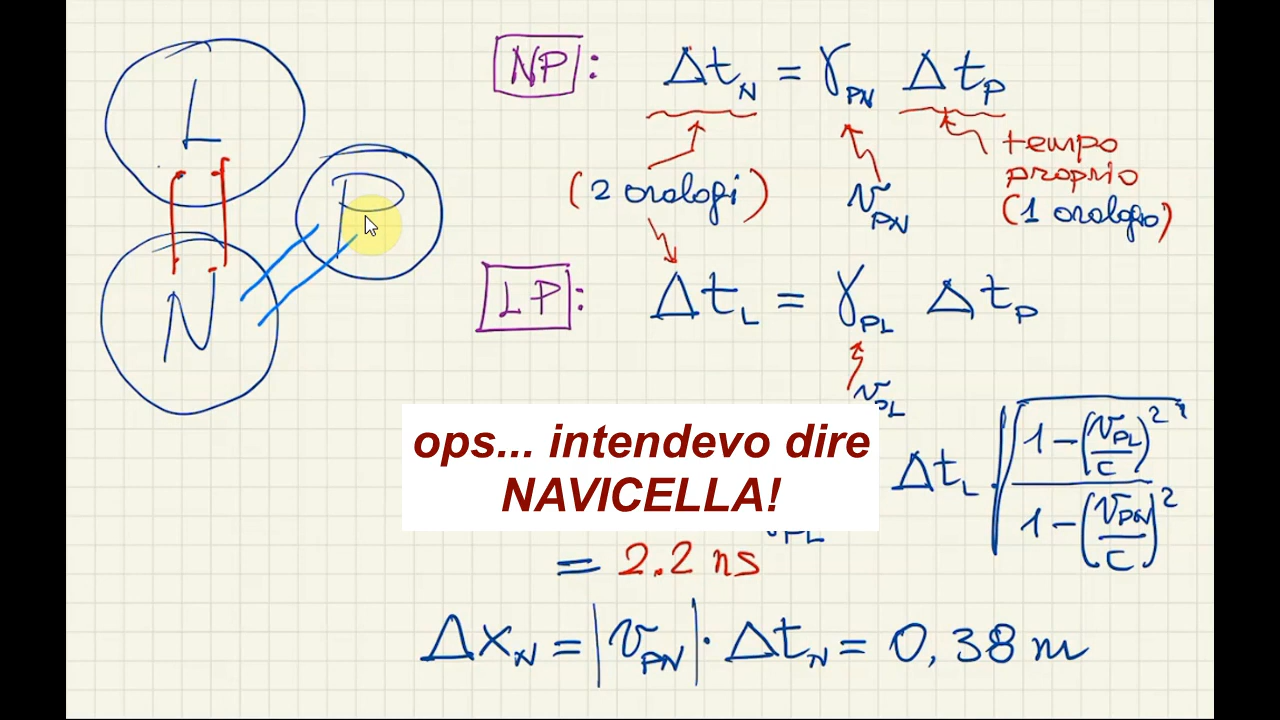 L
P
N
NP: Δt_N = γ_PN Δt_P
(2 orologi)
v_PN
tempo
proprio
(1 orologio)
LP: Δt_L = γ_PL Δt_P
v_PL
ops... intendevo dire
NAVICELLA!
Δt_L · √((1-(v_PL/c)²)/(1-(v_PN/c)²))
= 2.2 ns
Δx_N = |v_PN| · Δt_N = 0,38 m